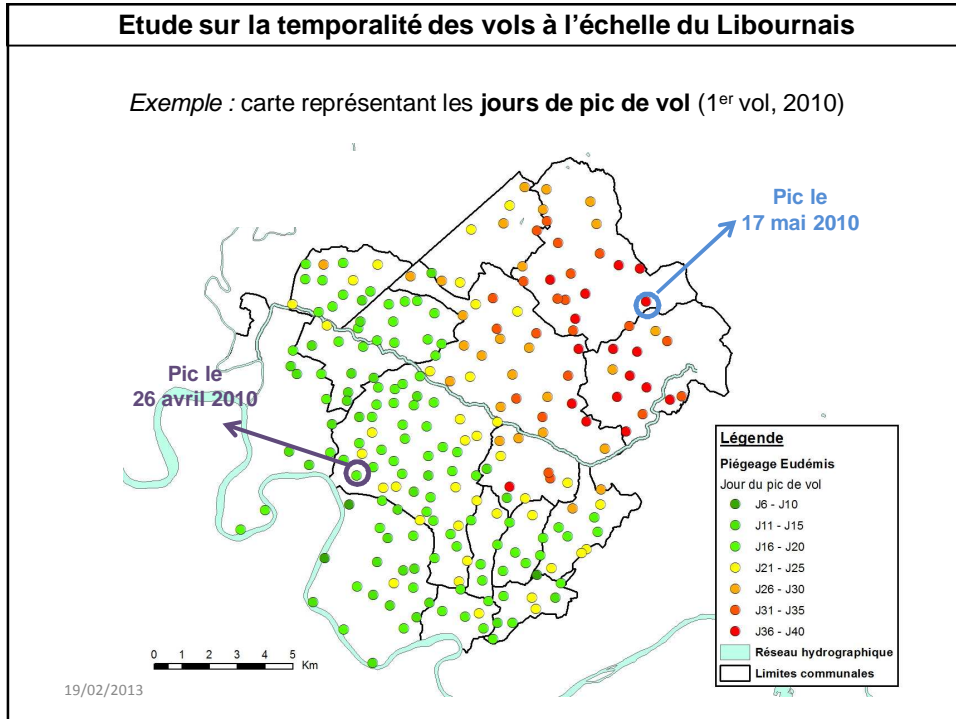 Etude sur la temporalité des vols à l'échelle du Libournais
Exemple : carte représentant les jours de pic de vol (1er vol, 2010)
Pic le
17 mai 2010
Pic le
26 avril 2010
Légende
Piégeage Eudémis
Jour du pic de vol
J6 - J10
J11 - J15
J16 - J20
J21 - J25
J26 - J30
J31 - J35
J36 - J40
Réseau hydrographique
Limites communales
0 1 2 3 4 5
Km
19/02/2013